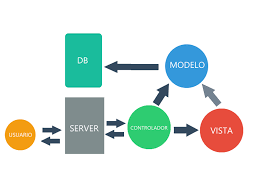 DB
MODELO
USUARIO
SERVER
CONTROLADOR
VISTA